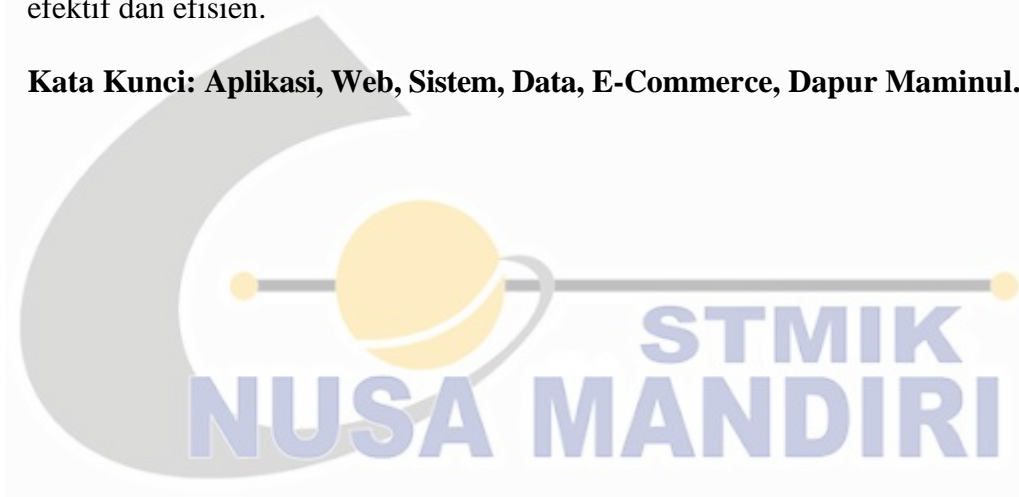 efektif dan efisien.
Kata Kunci: Aplikasi, Web, Sistem, Data, E-Commerce, Dapur Maminul.
STMIK
NUSA MANDIRI